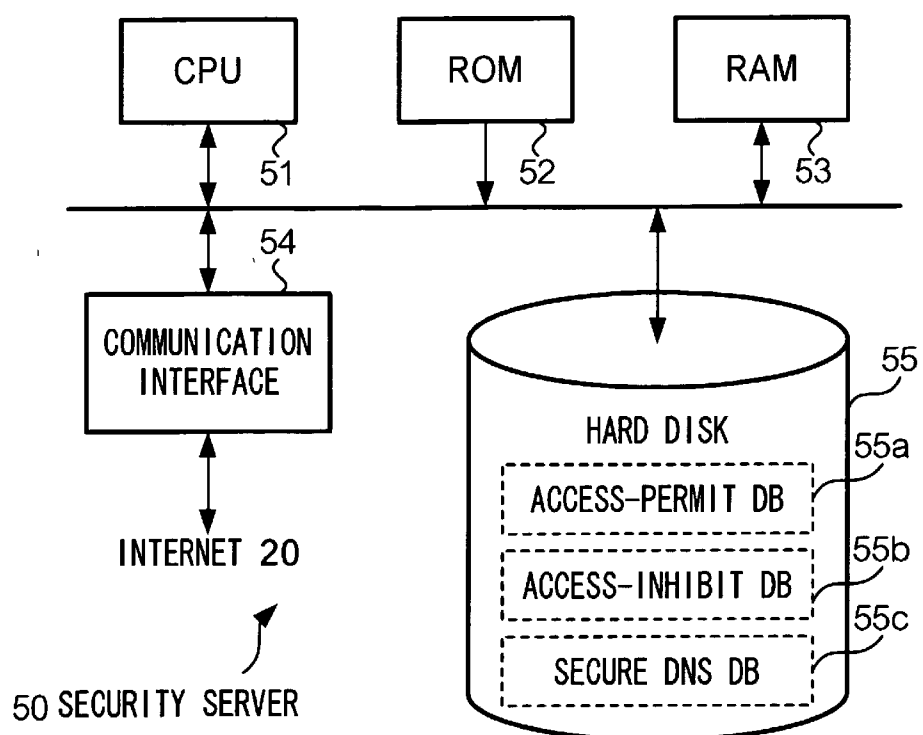 CPU
ROM
RAM
51
52
53
54
COMMUNICATION
INTERFACE
55
HARD DISK
55a
ACCESS-PERMIT DB
INTERNET 20
55b
ACCESS-INHIBIT DB
55c
SECURE DNS DB
50 SECURITY SERVER